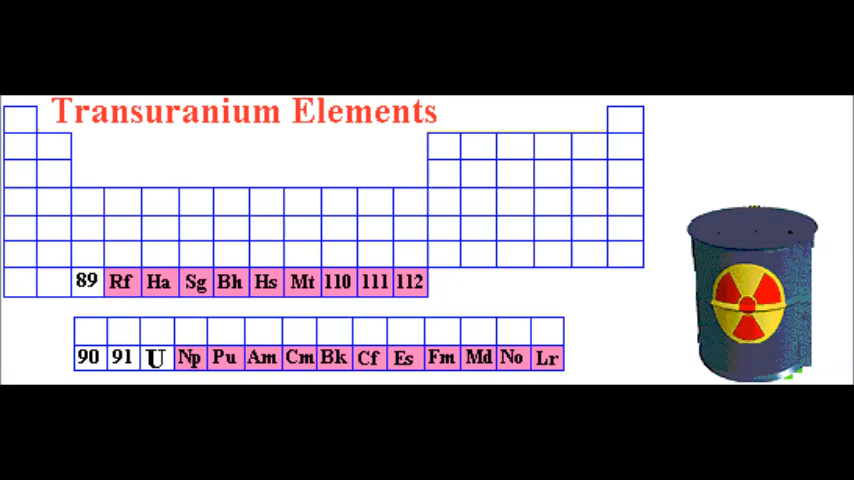 Transuranium Elements
89 Rf Ha Sg Bh Hs Mt 110 111 112
90 91 U Np Pu Am Cm Bk Cf Es Fm Md No Lr